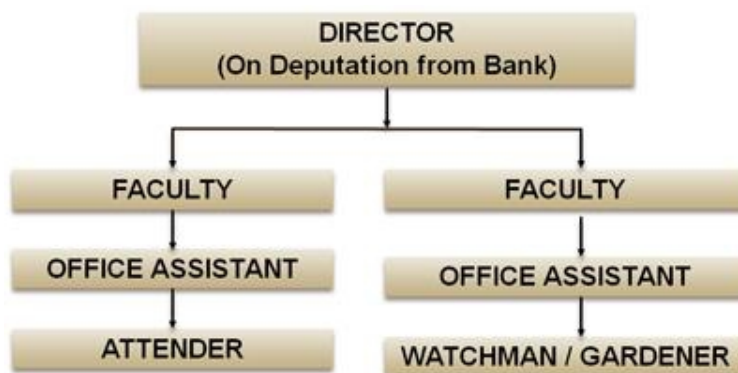 DIRECTOR
(On Deputation from Bank)
FACULTY
FACULTY
OFFICE ASSISTANT
OFFICE ASSISTANT
ATTENDER
WATCHMAN / GARDENER